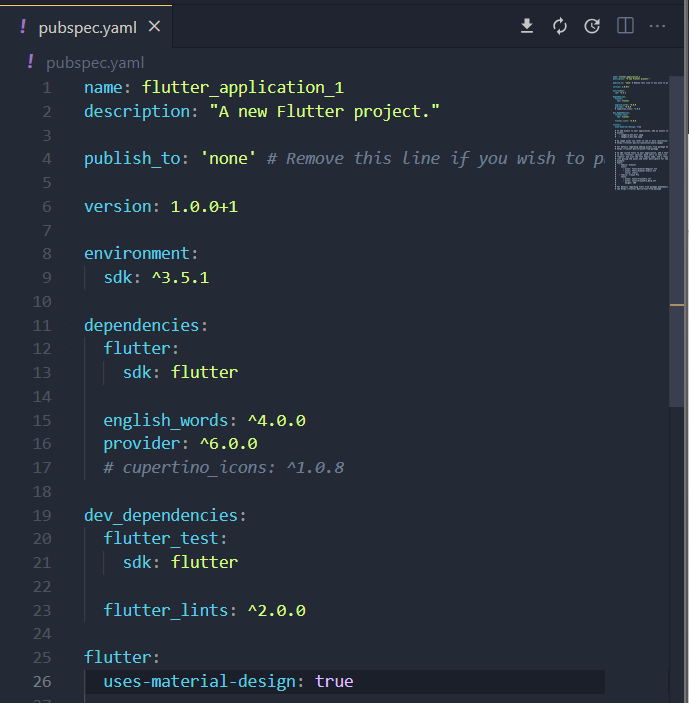 ! pubspec.yaml ×
! pubspec.yaml
1 name: flutter_application_1
2 description: "A new Flutter project."
3
4 publish_to: 'none' # Remove this line if you wish to p
5
6 version: 1.0.0+1
7
8 environment:
9 sdk: ^3.5.1
10
11 dependencies:
12 flutter:
13 sdk: flutter
14
15 english_words: ^4.0.0
16 provider: ^6.0.0
17 # cupertino_icons: ^1.0.8
18
19 dev_dependencies:
20 flutter_test:
21 sdk: flutter
22
23 flutter_lints: ^2.0.0
24
25 flutter:
26 uses-material-design: true
27